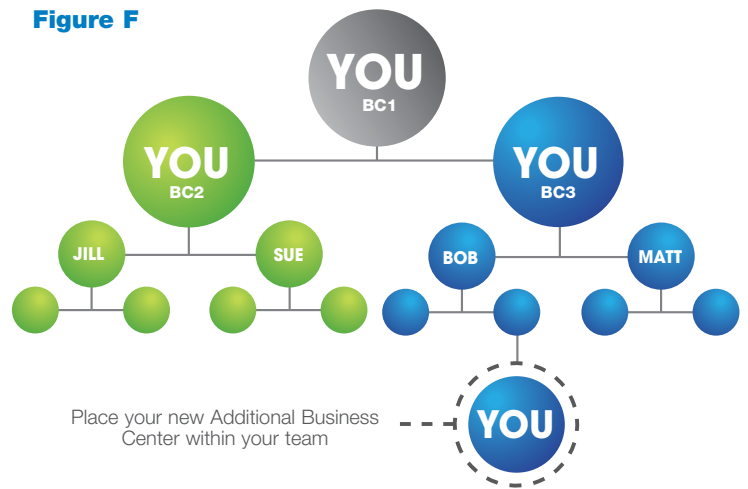 Figure F
YOU
BC1
YOU
BC2
YOU
BC3
JILL
SUE
BOB
MATT
Place your new Additional Business
Center within your team
YOU